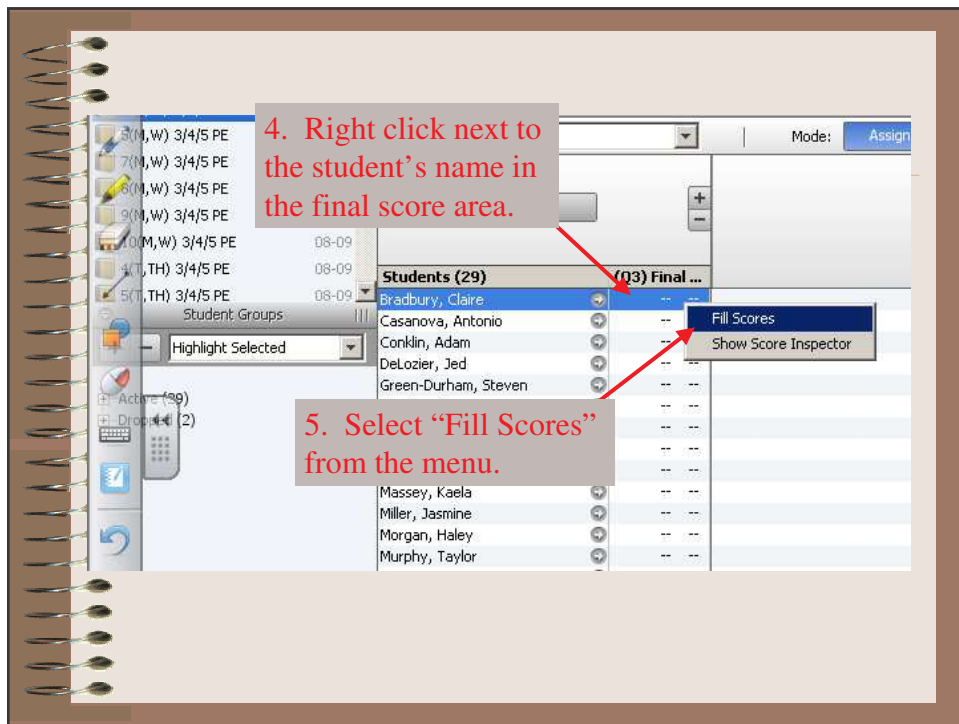 4. Right click next to
the student's name in
the final score area.
5(M,W) 3/4/5 PE
7(M,W) 3/4/5 PE
8(M,W) 3/4/5 PE
9(M,W) 3/4/5 PE
10(M,W) 3/4/5 PE 08-09
4(T,TH) 3/4/5 PE 08-09
5(T,TH) 3/4/5 PE 08-09
Mode: Assign
+
−
Student Groups
− Highlight Selected
Active (29)
Dropped (2)
Students (29) (Q3) Final ...
Bradbury, Claire -- --
Casanova, Antonio --
Conklin, Adam --
DeLozier, Jed --
Green-Durham, Steven --
-- --
-- --
-- --
-- --
Massey, Kaela -- --
Miller, Jasmine -- --
Morgan, Haley -- --
Murphy, Taylor -- --
Fill Scores
Show Score Inspector
5. Select “Fill Scores”
from the menu.